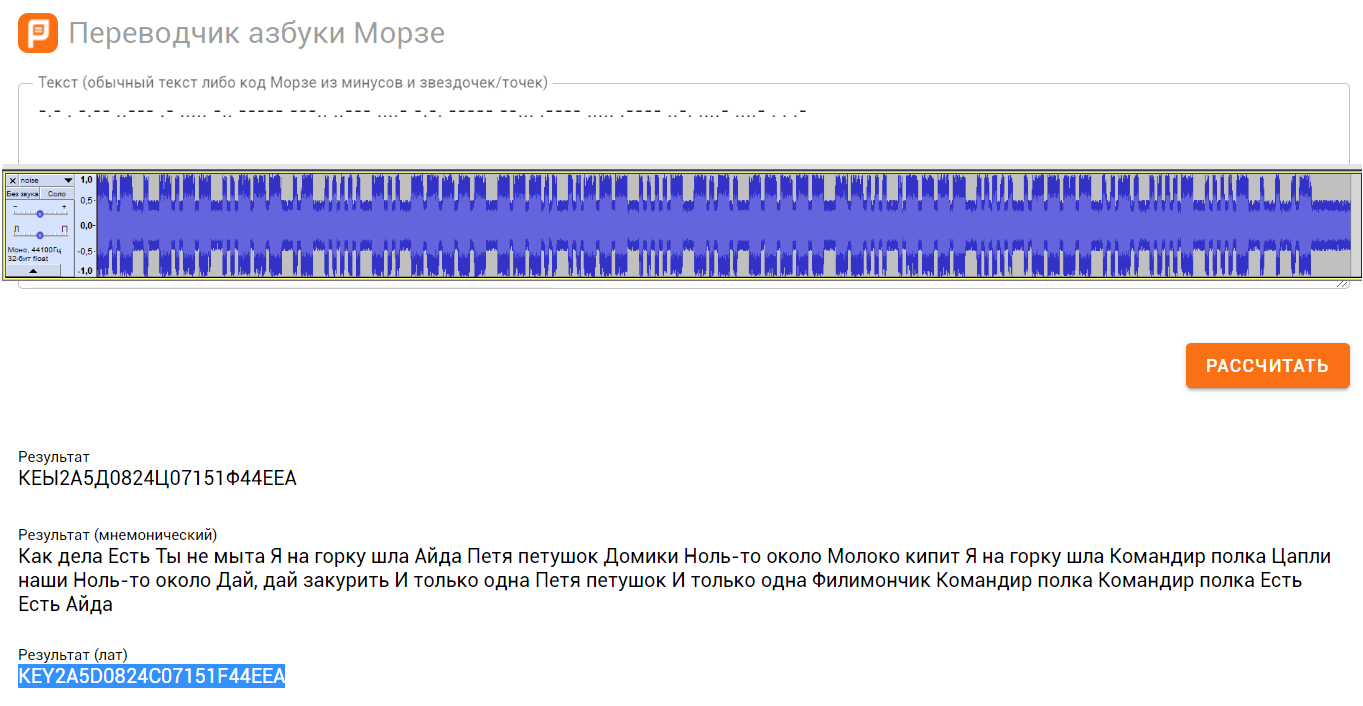 Переводчик азбуки Морзе
Текст (обычный текст либо код Морзе из минусов и звездочек/точек)
-.- . -.-- ..--- .- ..... -.. ----- ---.. ..--- ....- -.-. ----- --... .---- ..... .---- ..-. ....- ....- . . .-
noise
1,0
Без звука Соло
0,5
- +
0,0
Л П
Моно, 44100Гц
-0,5
32-бит float
-1,0
РАССЧИТАТЬ
Результат
КЕЫ2А5Д0824Ц07151Ф44ЕЕА
Результат (мнемонический)
Как дела Есть Ты не мыта Я на горку шла Айда Петя петушок Домики Ноль-то около Молоко кипит Я на горку шла Командир полка Цапли
наши Ноль-то около Дай, дай закурить И только одна Петя петушок И только одна Филимончик Командир полка Командир полка Есть
Есть Айда
Результат (лат)
KEY2A5D0824C07151F44EEA